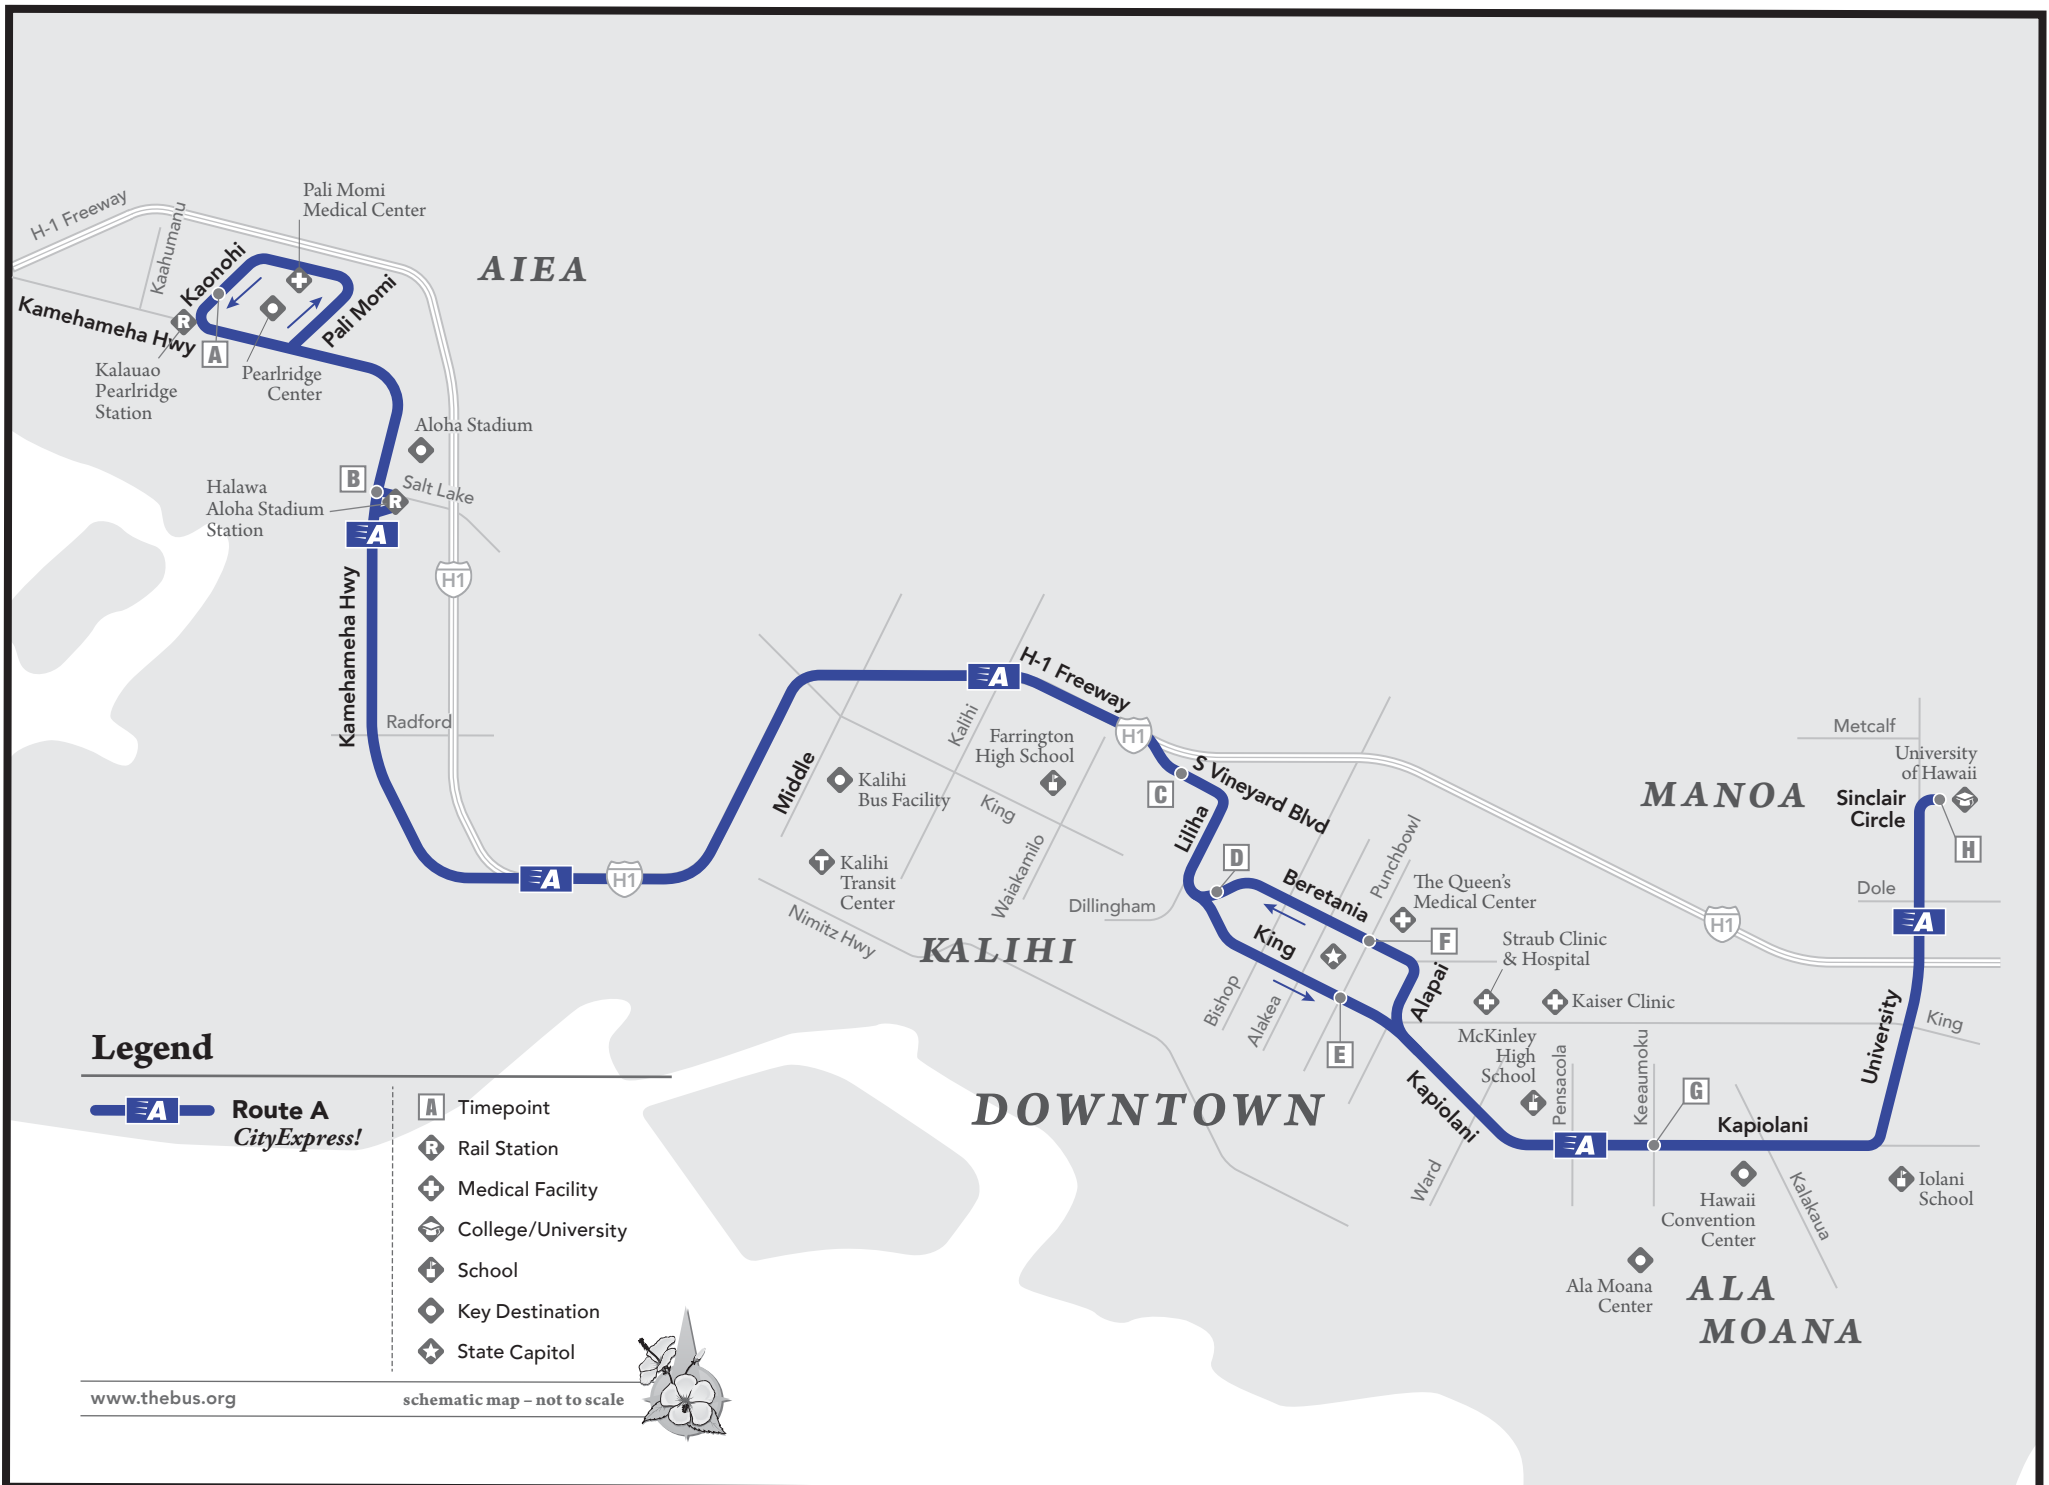 Pali Momi
Medical Center
H-1 Freeway
Kaahumanu
Kaonohi
AIEA
Pali Momi
Kamehameha Hwy
R
A
Kalauao
Pearlridge
Station
Pearlridge
Center
Aloha Stadium
B
Salt Lake
Halawa
Aloha Stadium
Station
R
A
H1
Kamehameha Hwy
Radford
A
H1
Middle
A
H-1 Freeway
H1
Kalihi
Farrington
High School
Kalihi
Bus Facility
King
C
S Vineyard Blvd
Liliha
T
Kalihi
Transit
Center
Waiakamilo
Dillingham
Nimitz Hwy
KALIHI
D
Beretania
Punchbowl
The Queen's
Medical Center
F
King
Straub Clinic
& Hospital
Kaiser Clinic
Bishop
Alakea
Alapai
E
DOWNTOWN
McKinley
High
School
Pensacola
Keeaumoku
G
Kapiolani
A
Kapiolani
Ward
Hawaii
Convention
Center
Kalakaua
Iolani
School
Ala Moana
Center
ALA
MOANA
Metcalf
University
of Hawaii
MANOA
Sinclair
Circle
H
Dole
A
H1
University
King
Legend
A
Route A
CityExpress!
A
Timepoint
R
Rail Station
Medical Facility
College/University
School
Key Destination
State Capitol
www.thebus.org
schematic map – not to scale